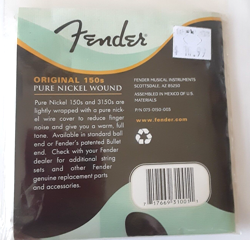 Fender
ORIGINAL 150s
PURE NICKEL WOUND
Pure Nickel 150s and 3150s are
lightly wrapped with a pure nick-
el wire cover to reduce finger
noise and give you a warm, full
tone. Available in standard ball
end or Fender's patented Bullet
end. Check with your Fender
dealer for additional string
sets and other Fender
genuine replacement parts
and accessories.
FENDER MUSICAL INSTRUMENTS
SCOTTSDALE, AZ 85250
ASSEMBLED IN MEXICO OF U.S.
MATERIALS
www.fender.com